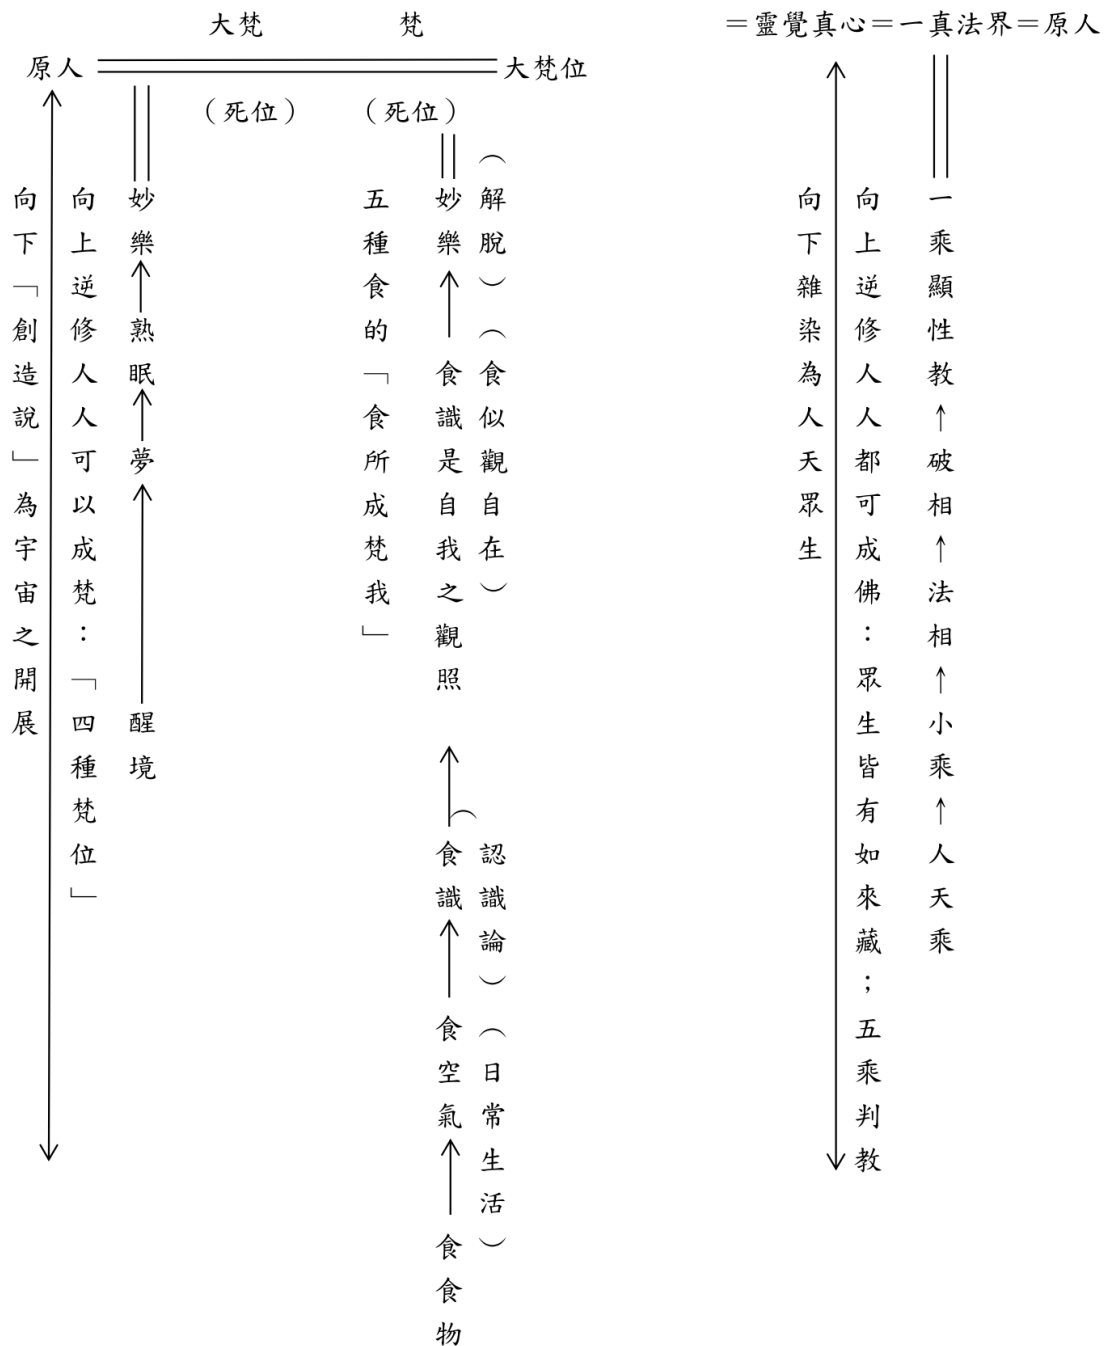 大梵
梵
＝靈覺真心＝一真法界＝原人
原人
大梵位
（死位）
（死位）
一乘顯性教↑破相↑法相↑小乘↑人天乘
向上逆修人人都可成佛：眾生皆有如來藏；五乘判教
向下雜染為人天眾生
（解脫）（食似觀自在）
（認識論）（日常生活）
妙樂↑食識是自我之觀照↑食識↑食空氣↑食食物
五種食的「食所成梵我」
妙樂↑熟眠↑夢↑醒境
向上逆修人人可以成梵：「四種梵位」
向下「創造說」為宇宙之開展